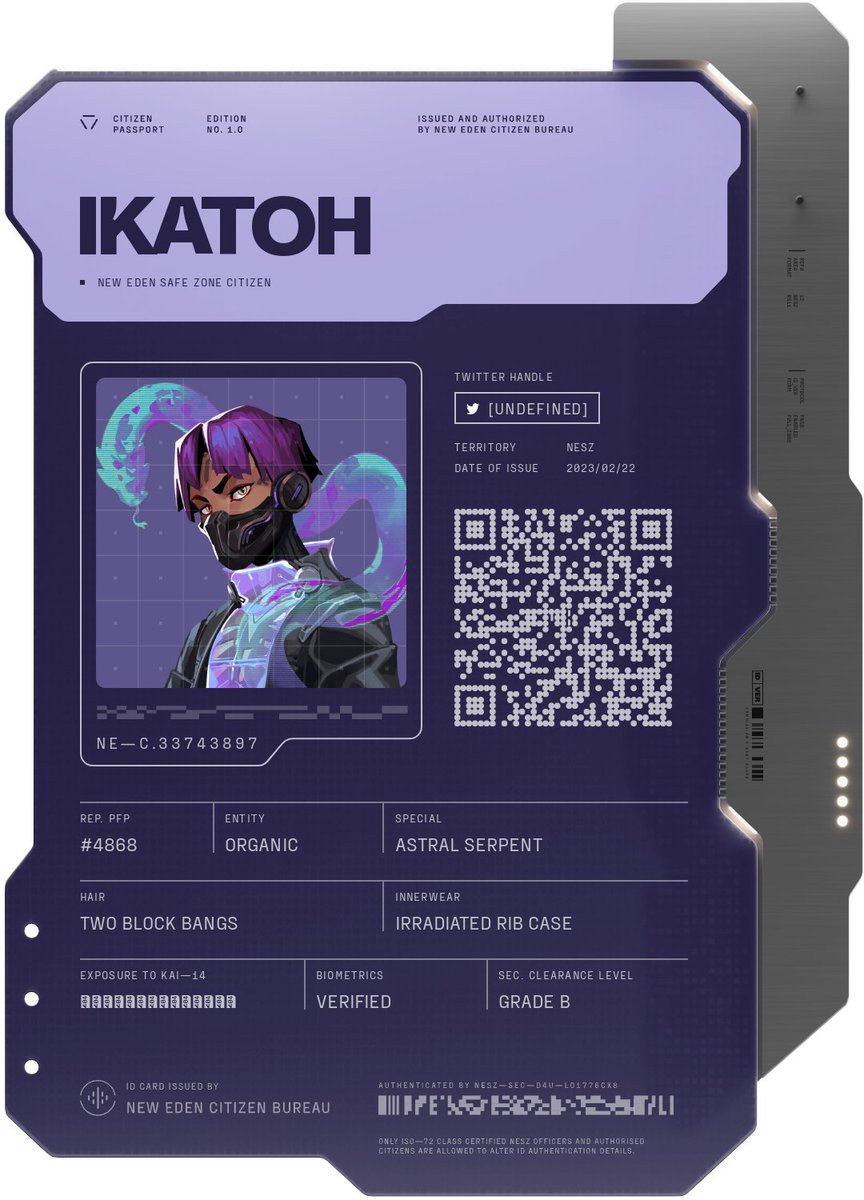 CITIZEN
PASSPORT
EDITION
NO. 1.0
ISSUED AND AUTHORIZED
BY NEW EDEN CITIZEN BUREAU
IKATOH
NEW EDEN SAFE ZONE CITIZEN
TWITTER HANDLE
[UNDEFINED]
TERRITORY NESZ
DATE OF ISSUE 2023/02/22
NE—C.33743897
REP. PFP
#4868
ENTITY
ORGANIC
SPECIAL
ASTRAL SERPENT
HAIR
TWO BLOCK BANGS
INNERWEAR
IRRADIATED RIB CASE
EXPOSURE TO KAI—14
BIOMETRICS
VERIFIED
SEC. CLEARANCE LEVEL
GRADE B
ID CARD ISSUED BY
NEW EDEN CITIZEN BUREAU
AUTHENTICATED BY NESZ—SEC—D4U—L01776CX8
ONLY ISO—72 CLASS CERTIFIED NESZ OFFICERS AND AUTHORISED
CITIZENS ARE ALLOWED TO ALTER ID AUTHENTICATION DETAILS.
ID VER